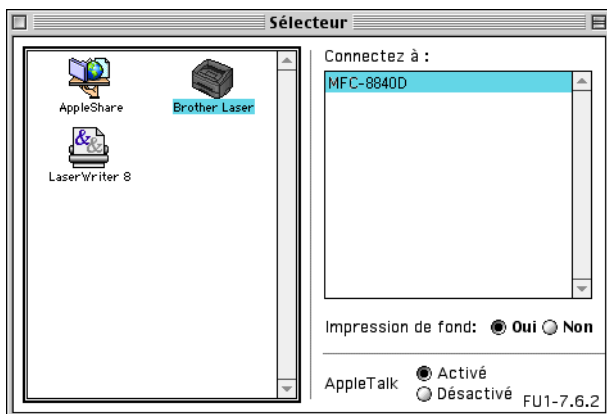 Sélecteur
AppleShare
Brother Laser
LaserWriter 8
Connectez à :
MFC-8840D
Impression de fond: Oui Non
AppleTalk Activé
Désactivé
FU1-7.6.2